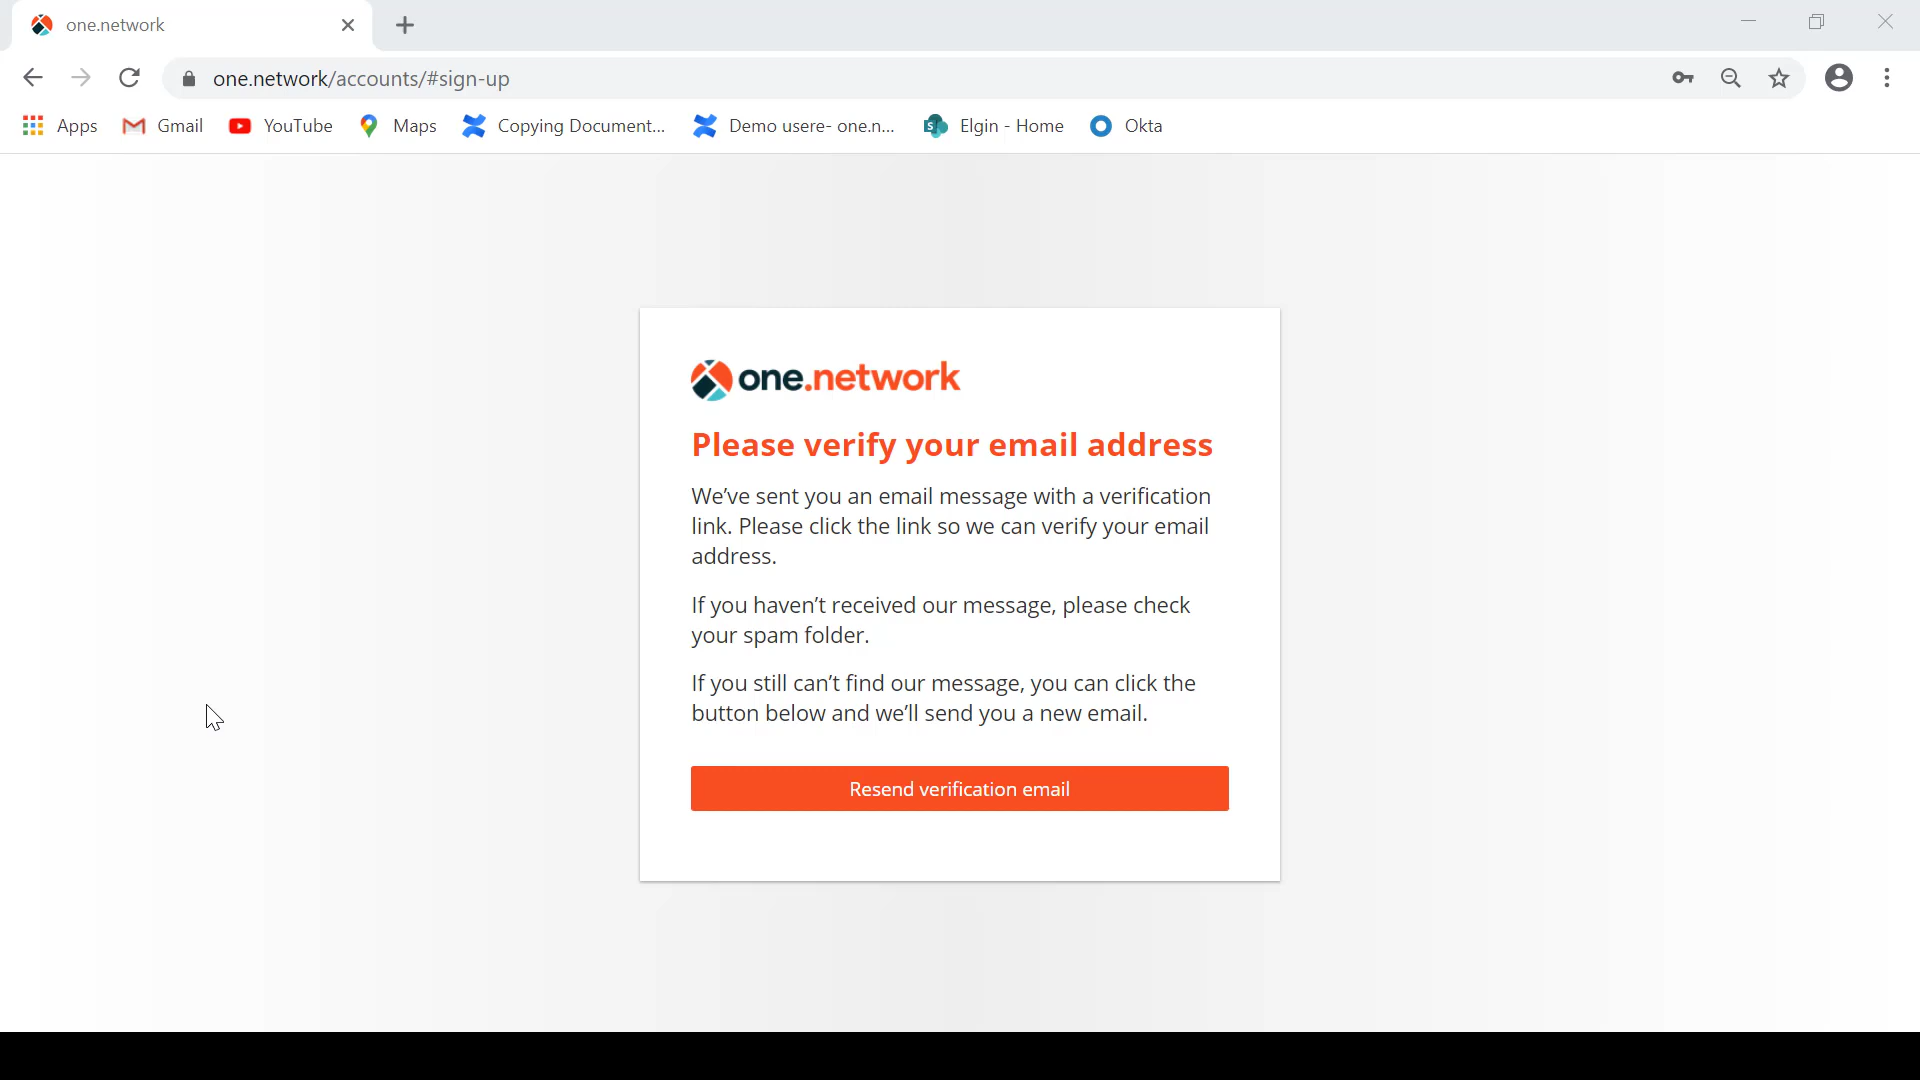 one.network
one.network/accounts/#sign-up
Apps Gmail YouTube Maps Copying Document... Demo usere- one.n... Elgin - Home Okta
one.network
Please verify your email address
We've sent you an email message with a verification
link. Please click the link so we can verify your email
address.
If you haven't received our message, please check
your spam folder.
If you still can't find our message, you can click the
button below and we'll send you a new email.
Resend verification email